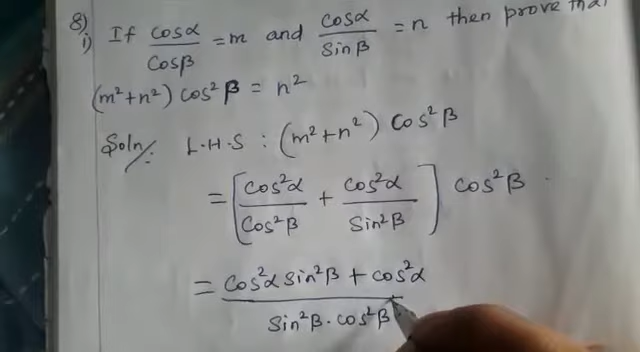 8)
i) If cosα/cosβ = m and cosα/sinβ = n then prove that
(m²+n²) cos²β = n²
Soln/: L.H.S : (m²+n²) cos²β
= [cos²α/cos²β + cos²α/sin²β] cos²β
= cos²α sin²β + cos²α / sin²β · cos²β